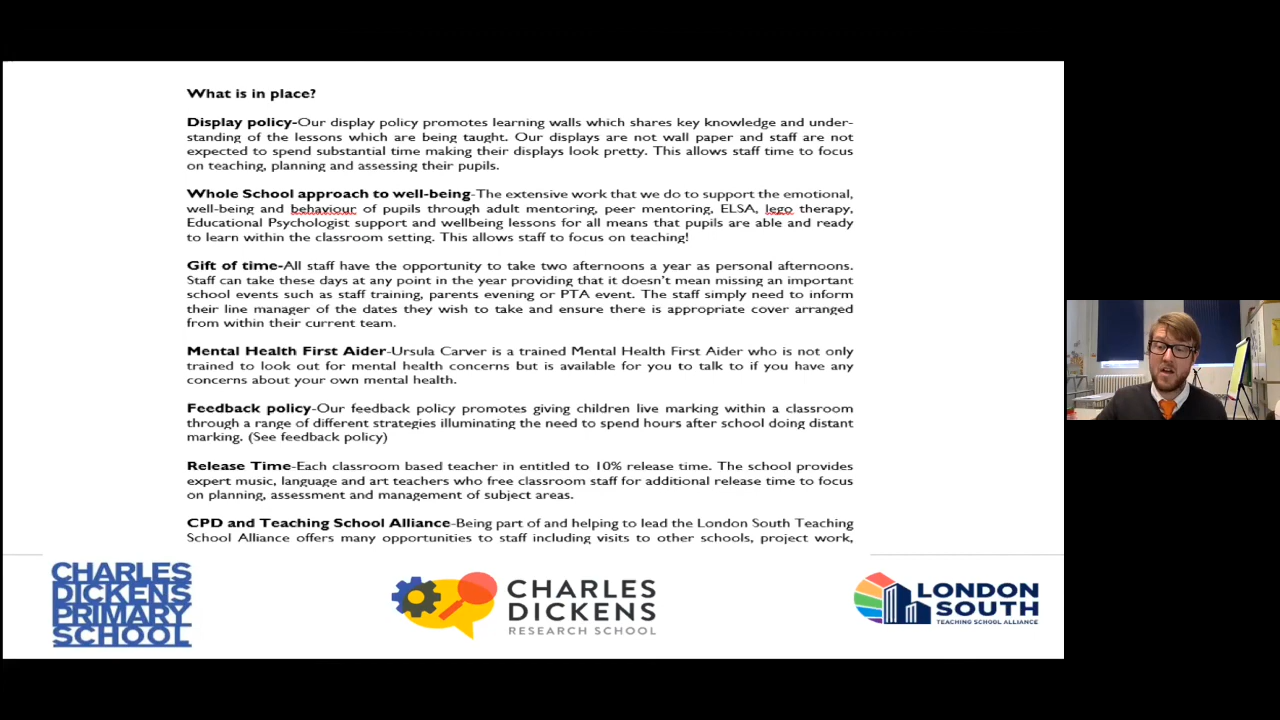 What is in place?
Display policy-Our display policy promotes learning walls which shares key knowledge and under-
standing of the lessons which are being taught. Our displays are not wall paper and staff are not
expected to spend substantial time making their displays look pretty. This allows staff time to focus
on teaching, planning and assessing their pupils.
Whole School approach to well-being-The extensive work that we do to support the emotional,
well-being and behaviour of pupils through adult mentoring, peer mentoring, ELSA, lego therapy,
Educational Psychologist support and wellbeing lessons for all means that pupils are able and ready
to learn within the classroom setting. This allows staff to focus on teaching!
Gift of time-All staff have the opportunity to take two afternoons a year as personal afternoons.
Staff can take these days at any point in the year providing that it doesn't mean missing an important
school events such as staff training, parents evening or PTA event. The staff simply need to inform
their line manager of the dates they wish to take and ensure there is appropriate cover arranged
from within their current team.
Mental Health First Aider-Ursula Carver is a trained Mental Health First Aider who is not only
trained to look out for mental health concerns but is available for you to talk to if you have any
concerns about your own mental health.
Feedback policy-Our feedback policy promotes giving children live marking within a classroom
through a range of different strategies illuminating the need to spend hours after school doing distant
marking. (See feedback policy)
Release Time-Each classroom based teacher in entitled to 10% release time. The school provides
expert music, language and art teachers who free classroom staff for additional release time to focus
on planning, assessment and management of subject areas.
CPD and Teaching School Alliance-Being part of and helping to lead the London South Teaching
School Alliance offers many opportunities to staff including visits to other schools, project work,
CHARLES
DICKENS
PRIMARY
SCHOOL
CHARLES
DICKENS
RESEARCH SCHOOL
LONDON
SOUTH
TEACHING SCHOOL ALLIANCE